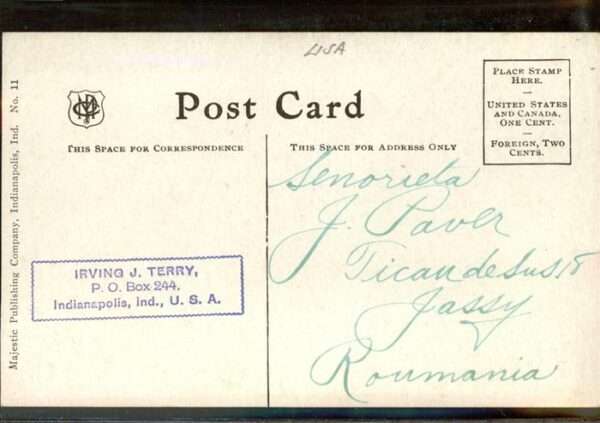 USA
Post Card
PLACE STAMP
HERE.
UNITED STATES
AND CANADA,
ONE CENT.
FOREIGN, TWO
CENTS.
THIS SPACE FOR CORRESPONDENCE
THIS SPACE FOR ADDRESS ONLY
Senorieta
J. Paver
Ticau de Sus 18
Jassy
Roumania
IRVING J. TERRY,
P. O. Box 244.
Indianapolis, Ind., U. S. A.
Majestic Publishing Company, Indianapolis, Ind. No. 11